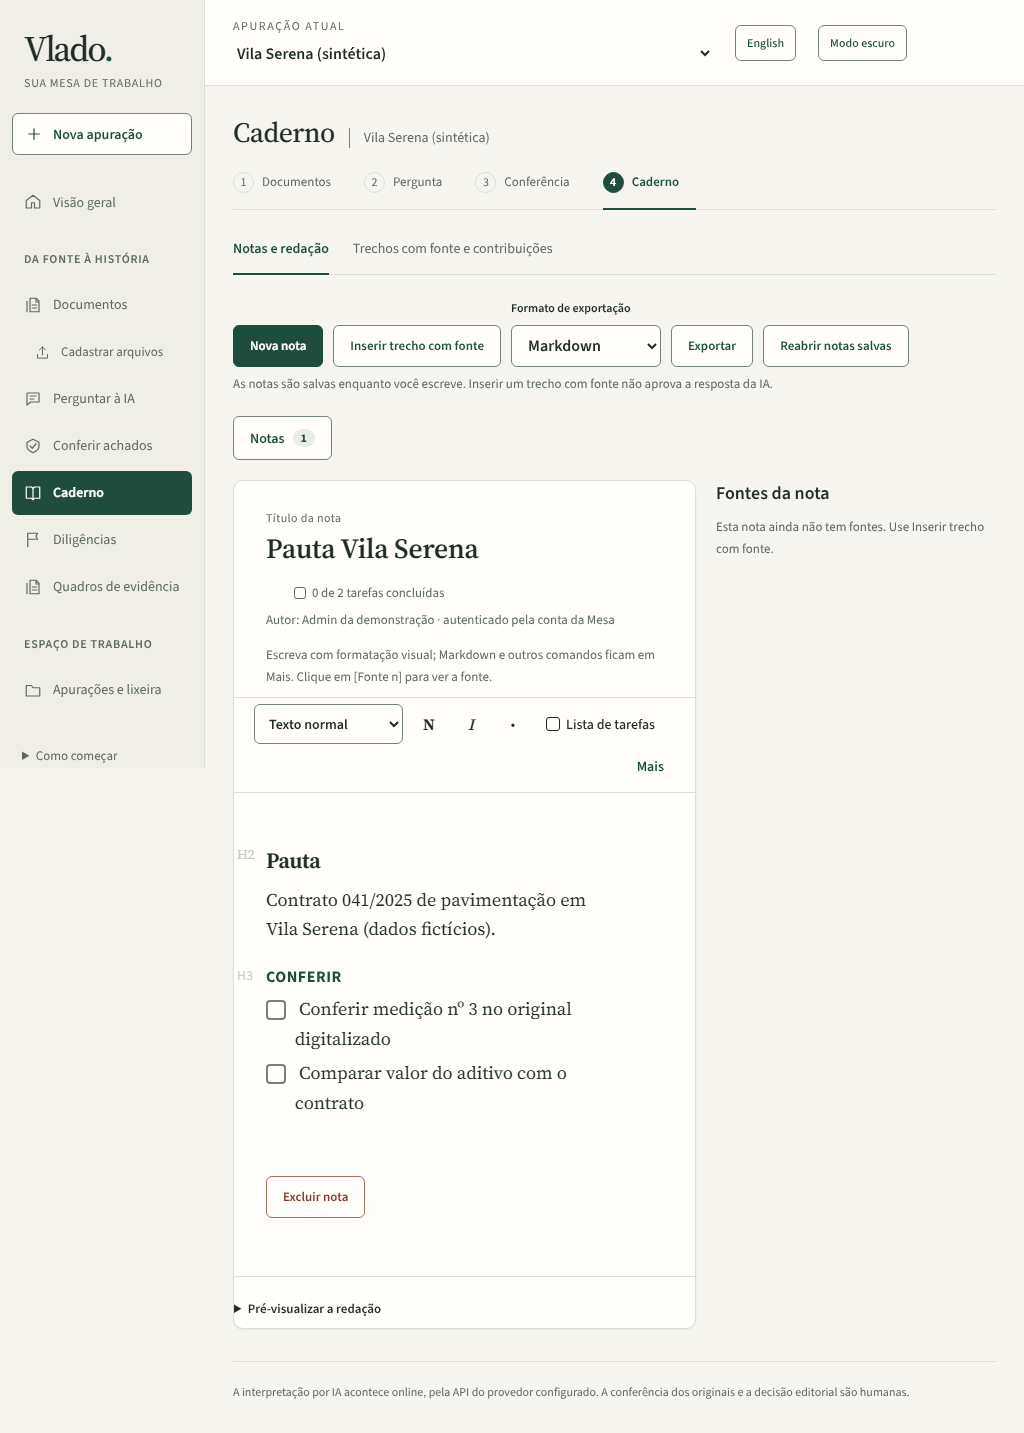 Vlado.
SUA MESA DE TRABALHO
Nova apuração
Visão geral
DA FONTE À HISTÓRIA
Documentos
Cadastrar arquivos
Perguntar à IA
Conferir achados
Caderno
Diligências
Quadros de evidência
ESPAÇO DE TRABALHO
Apurações e lixeira
Como começar
APURAÇÃO ATUAL
Vila Serena (sintética)
English
Modo escuro
Caderno
Vila Serena (sintética)
1 Documentos
2 Pergunta
3 Conferência
4 Caderno
Notas e redação
Trechos com fonte e contribuições
Formato de exportação
Nova nota
Inserir trecho com fonte
Markdown
Exportar
Reabrir notas salvas
As notas são salvas enquanto você escreve. Inserir um trecho com fonte não aprova a resposta da IA.
Notas 1
Título da nota
Pauta Vila Serena
0 de 2 tarefas concluídas
Autor: Admin da demonstração · autenticado pela conta da Mesa
Escreva com formatação visual; Markdown e outros comandos ficam em
Mais. Clique em [Fonte n] para ver a fonte.
Texto normal
N
I
•
Lista de tarefas
Mais
H2 Pauta
Contrato 041/2025 de pavimentação em
Vila Serena (dados fictícios).
H3 CONFERIR
Conferir medição nº 3 no original
digitalizado
Comparar valor do aditivo com o
contrato
Excluir nota
Pré-visualizar a redação
Fontes da nota
Esta nota ainda não tem fontes. Use Inserir trecho
com fonte.
A interpretação por IA acontece online, pela API do provedor configurado. A conferência dos originais e a decisão editorial são humanas.